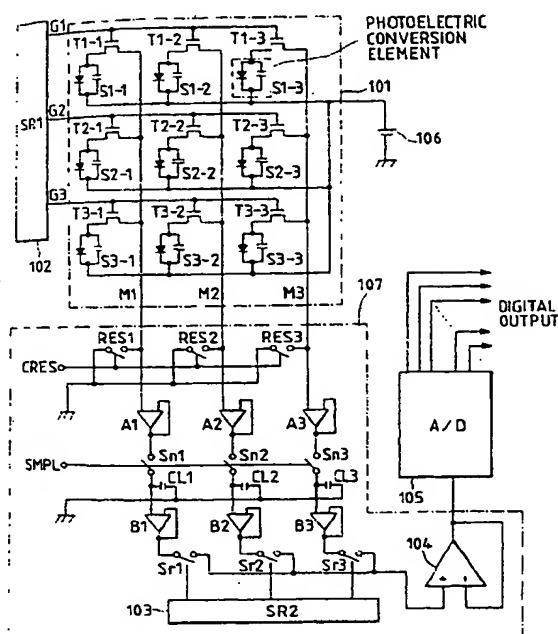 PHOTOELECTRIC
CONVERSION
ELEMENT
G1
T1-1 T1-2 T1-3
S1-1 S1-2 S1-3
101
G2
SR1
T2-1 T2-2 T2-3
106
S2-1 S2-2 S2-3
G3
T3-1 T3-2 T3-3
102
S3-1 S3-2 S3-3
M1 M2 M3
107
DIGITAL
OUTPUT
RES1 RES2 RES3
CRES
A1 A2 A3
A/D
Sn1 Sn2 Sn3
SMPL
CL1 CL2 CL3
105
B1 B2 B3
104
Sr1 Sr2 Sr3
103 SR2